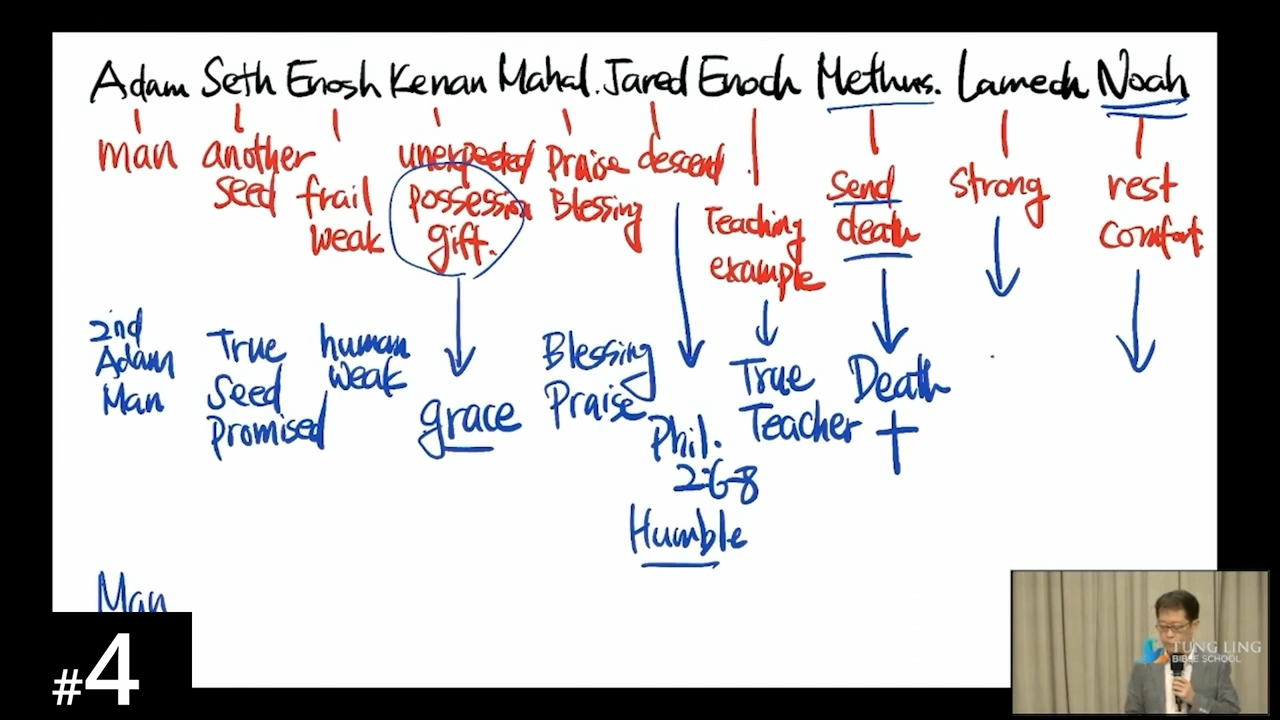 Adam Seth Enosh Kenan Mahal. Jared Enoch Methus. Lamech Noah
man
another
seed
frail
weak
unexpected
possession
gift.
Praise
Blessing
descend
Teaching
example
send
death
strong
rest
comfort.
2nd
Adam
Man
True
Seed
Promised
human
weak
grace
Blessing
Praise
Phil.
2:6-8
Humble
True
Teacher
Death
Man
#4
TUNG LING
BIBLE SCHOOL